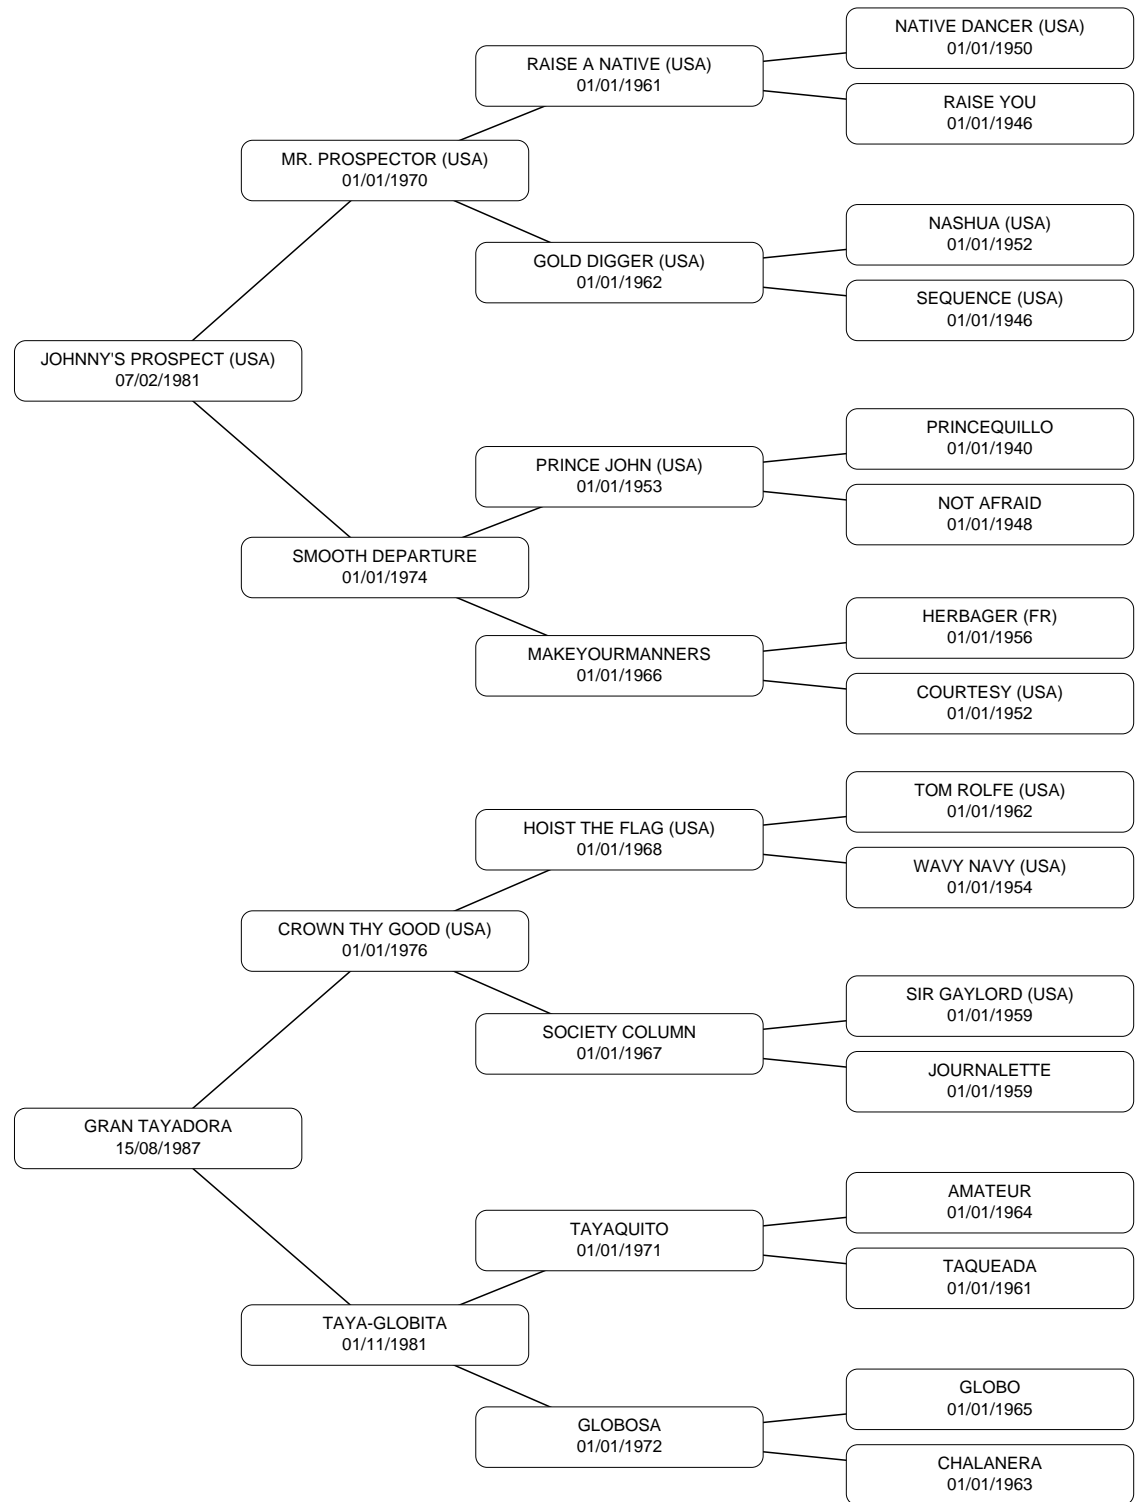 NATIVE DANCER (USA)
01/01/1950
RAISE A NATIVE (USA)
01/01/1961
RAISE YOU
01/01/1946
MR. PROSPECTOR (USA)
01/01/1970
NASHUA (USA)
01/01/1952
GOLD DIGGER (USA)
01/01/1962
SEQUENCE (USA)
01/01/1946
JOHNNY'S PROSPECT (USA)
07/02/1981
PRINCEQUILLO
01/01/1940
PRINCE JOHN (USA)
01/01/1953
NOT AFRAID
01/01/1948
SMOOTH DEPARTURE
01/01/1974
HERBAGER (FR)
01/01/1956
MAKEYOURMANNERS
01/01/1966
COURTESY (USA)
01/01/1952
TOM ROLFE (USA)
01/01/1962
HOIST THE FLAG (USA)
01/01/1968
WAVY NAVY (USA)
01/01/1954
CROWN THY GOOD (USA)
01/01/1976
SIR GAYLORD (USA)
01/01/1959
SOCIETY COLUMN
01/01/1967
JOURNALETTE
01/01/1959
GRAN TAYADORA
15/08/1987
AMATEUR
01/01/1964
TAYAQUITO
01/01/1971
TAQUEADA
01/01/1961
TAYA-GLOBITA
01/11/1981
GLOBO
01/01/1965
GLOBOSA
01/01/1972
CHALANERA
01/01/1963